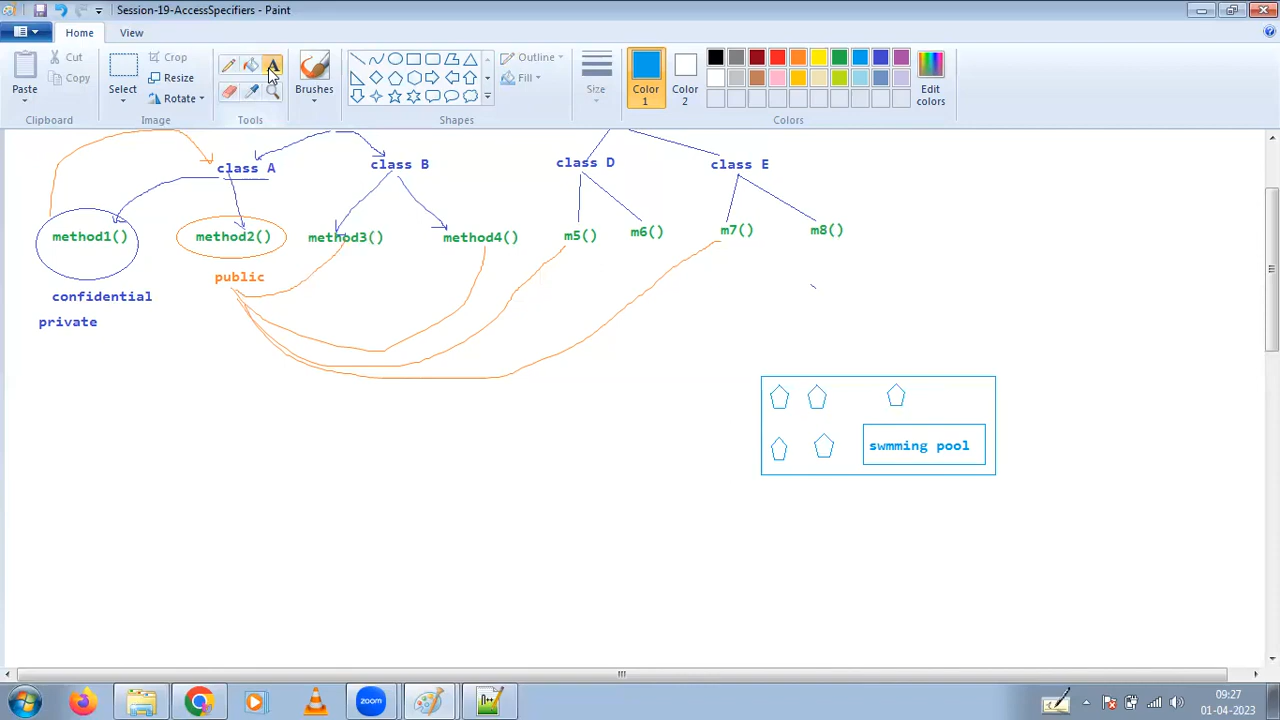 Session-19-AccessSpecifiers - Paint
Home
View
Paste
Cut
Copy
Clipboard
Select
Crop
Resize
Rotate
Image
A
Tools
Brushes
Outline
Fill
Shapes
Size
Color
1
Color
2
Edit
colors
Colors
class A
class B
class D
class E
method1()
method2()
method3()
method4()
m5()
m6()
m7()
m8()
public
confidential
private
swmming pool
zoom
N++
09:27
01-04-2023